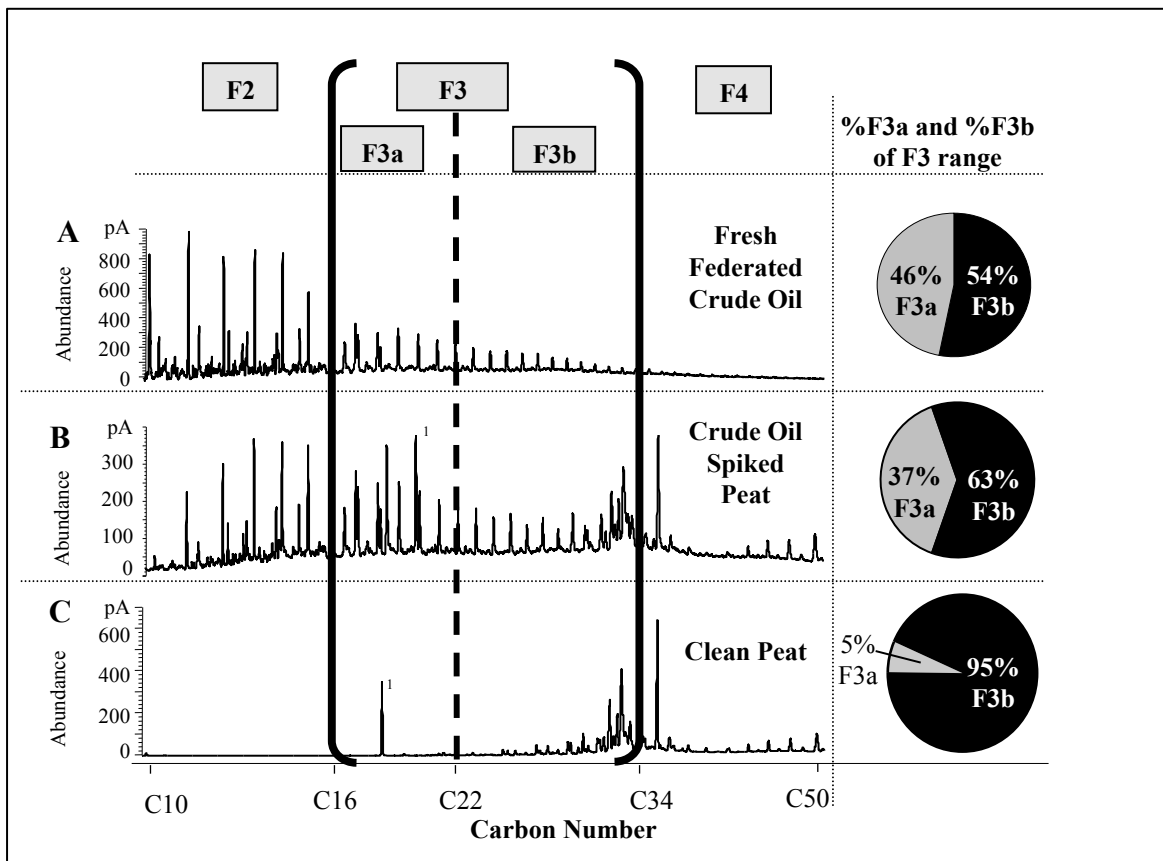 F2
F3
F4
F3a
F3b
%F3a and %F3b
of F3 range
A
pA
Abundance
800
600
400
200
0
Fresh
Federated
Crude Oil
46%
F3a
54%
F3b
B
pA
Abundance
300
200
100
0
1
Crude Oil
Spiked
Peat
37%
F3a
63%
F3b
C
pA
Abundance
600
400
200
0
1
Clean Peat
5%
F3a
95%
F3b
C10
C16
C22
C34
C50
Carbon Number